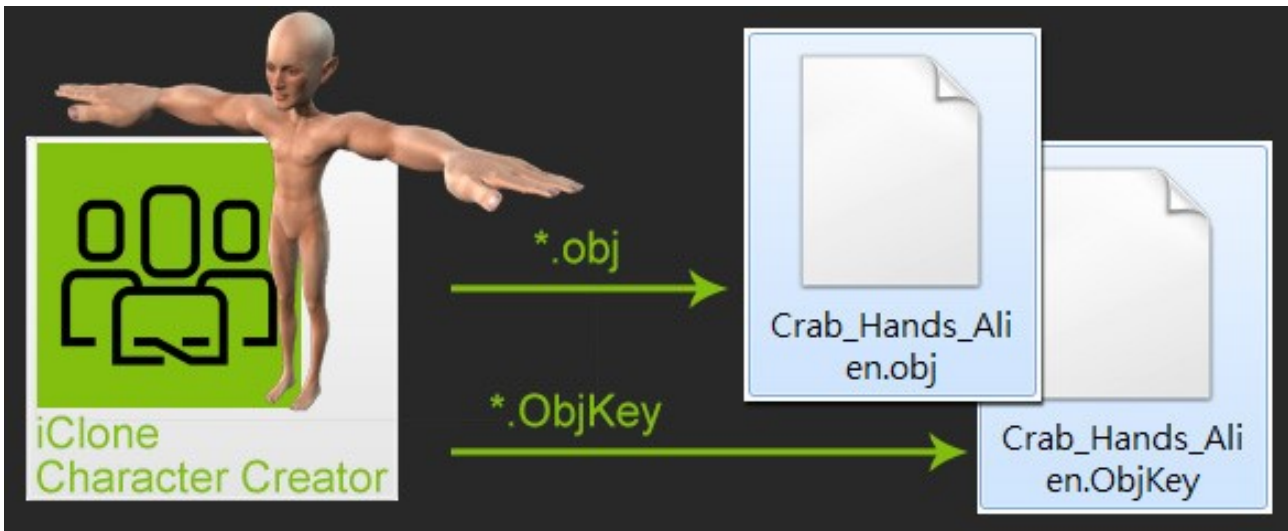 iClone
Character Creator
*.obj
*.ObjKey
Crab_Hands_Ali
en.obj
Crab_Hands_Ali
en.ObjKey